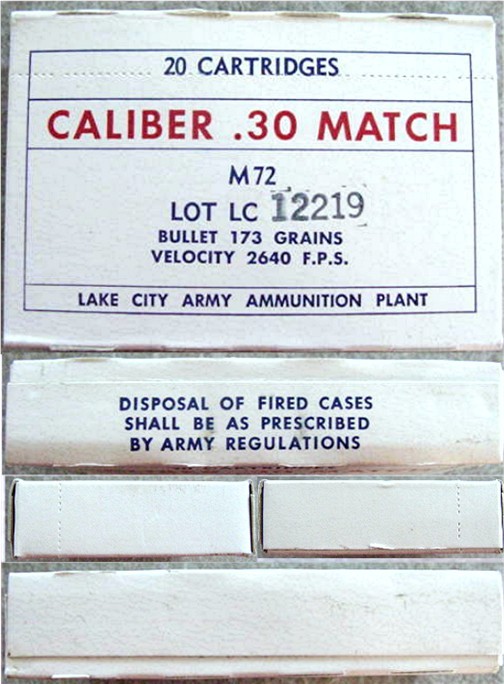 20 CARTRIDGES
CALIBER .30 MATCH
M72
LOT LC 12219
BULLET 173 GRAINS
VELOCITY 2640 F.P.S.
LAKE CITY ARMY AMMUNITION PLANT
DISPOSAL OF FIRED CASES
SHALL BE AS PRESCRIBED
BY ARMY REGULATIONS